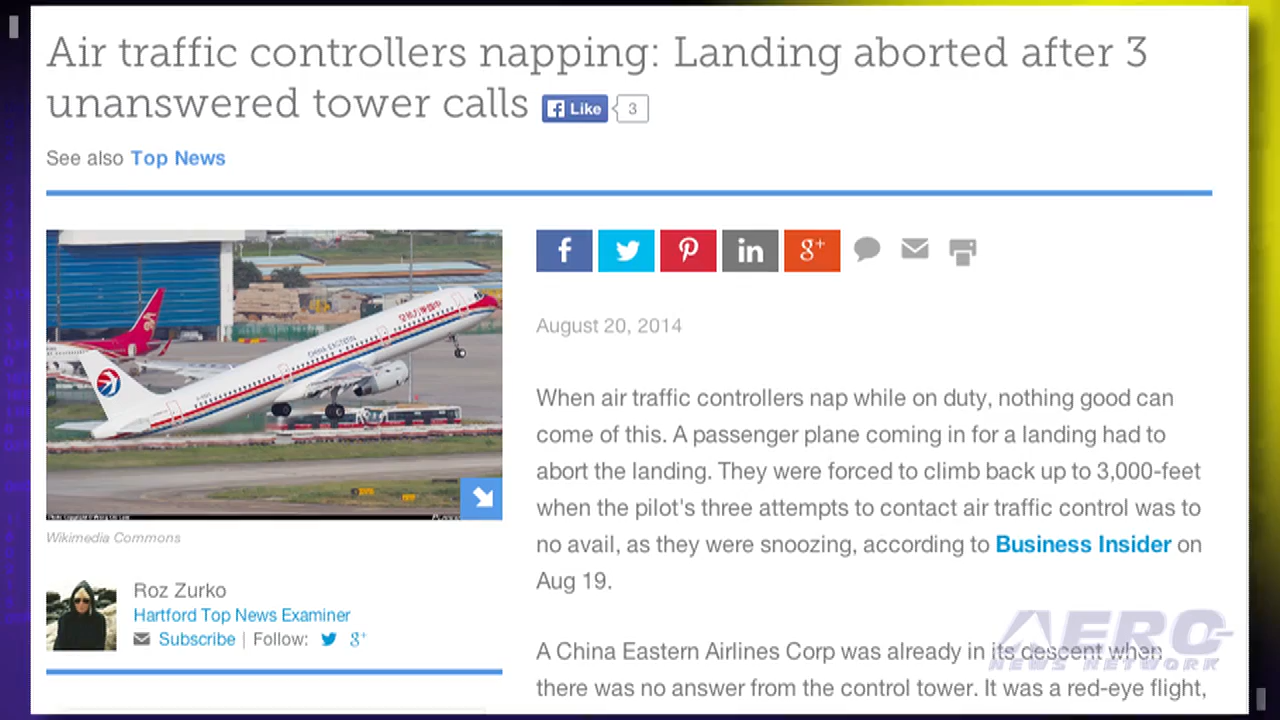 Air traffic controllers napping: Landing aborted after 3
unanswered tower calls
Like
3
See also Top News
CHINA EASTERN
Wikimedia Commons
Roz Zurko
Hartford Top News Examiner
Subscribe | Follow:
August 20, 2014
When air traffic controllers nap while on duty, nothing good can
come of this. A passenger plane coming in for a landing had to
abort the landing. They were forced to climb back up to 3,000-feet
when the pilot's three attempts to contact air traffic control was to
no avail, as they were snoozing, according to Business Insider on
Aug 19.
A China Eastern Airlines Corp was already in its descent when
there was no answer from the control tower. It was a red-eye flight,
AERO
NEWS NETWORK